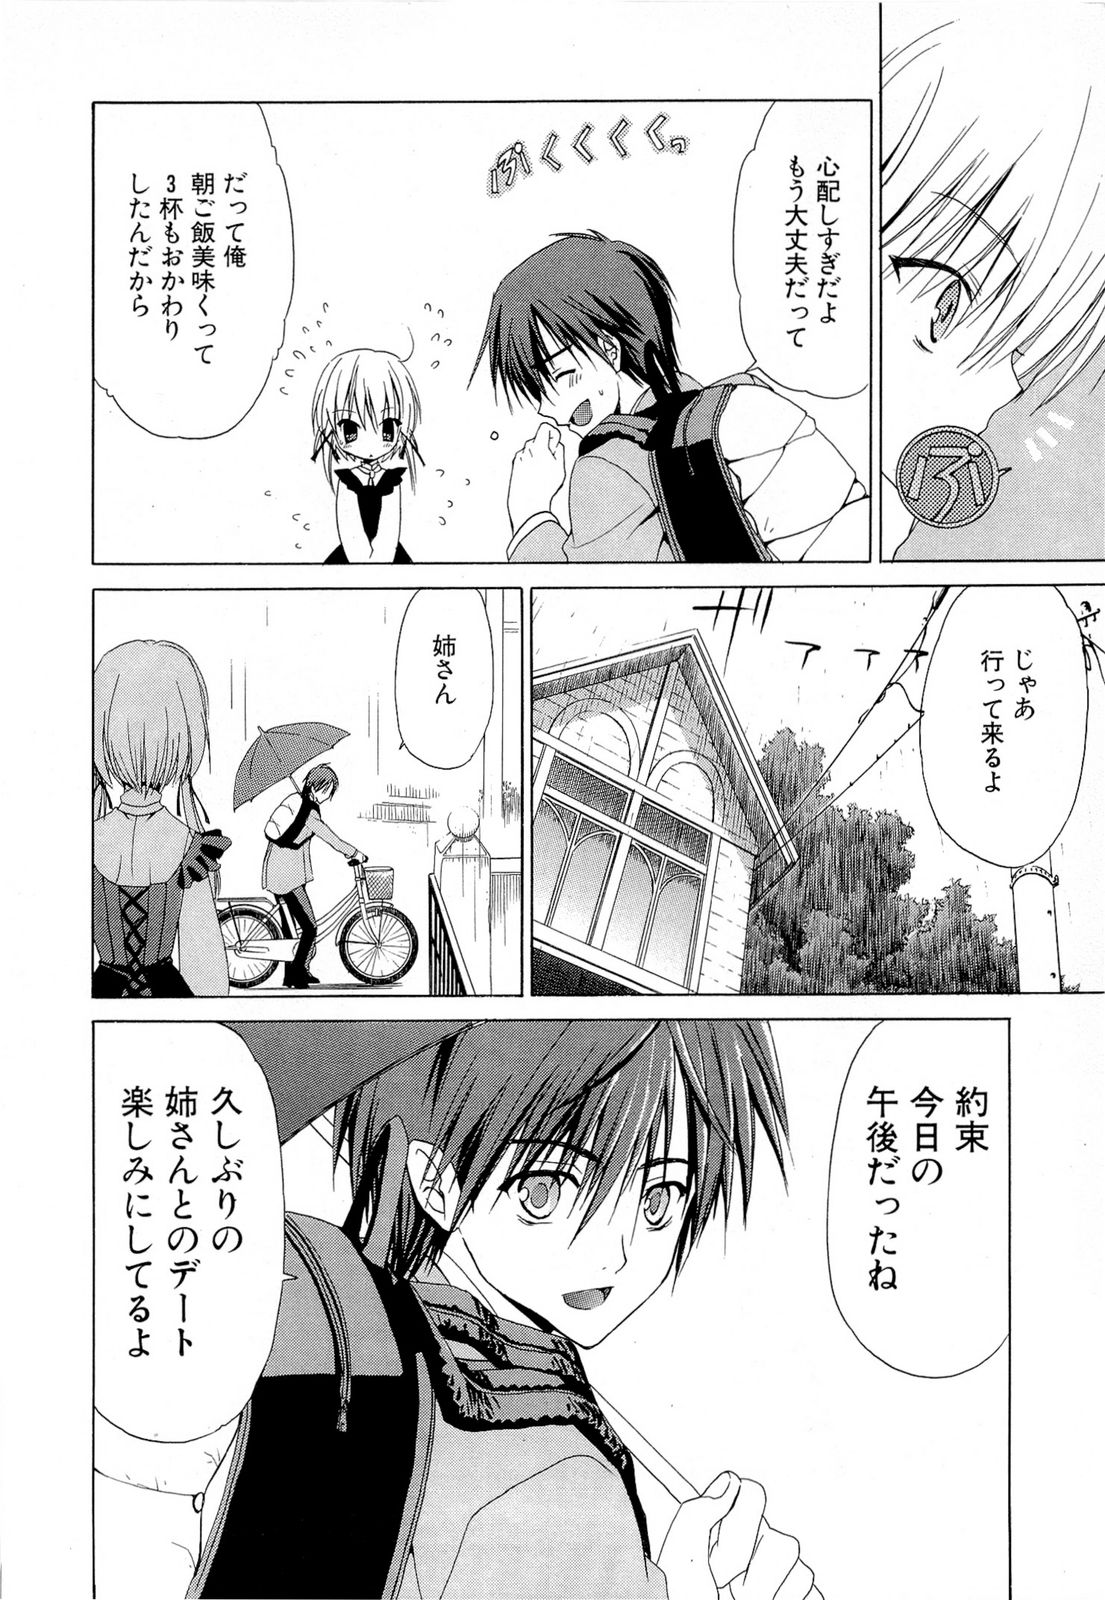 ぷ
心配しすぎだよ
もう大丈夫だって
ぷくくくくっ
だって俺
朝ご飯美味くって
3杯もおかわり
したんだから
じゃあ
行って来るよ
ザアアア
姉さん
約束
今日の
午後だったね
久しぶりの
姉さんとのデート
楽しみにしてるよ